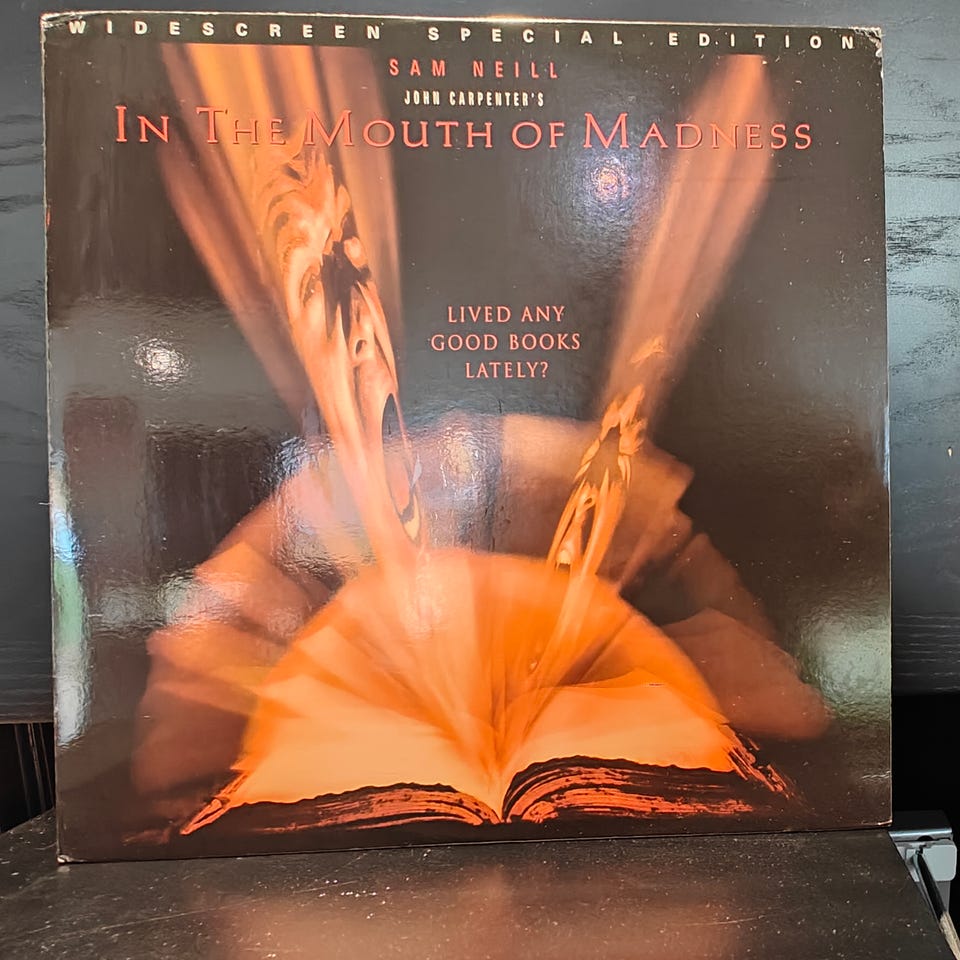 WIDESCREEN SPECIAL EDITION
SAM NEILL
JOHN CARPENTER'S
IN THE MOUTH OF MADNESS
LIVED ANY
GOOD BOOKS
LATELY?